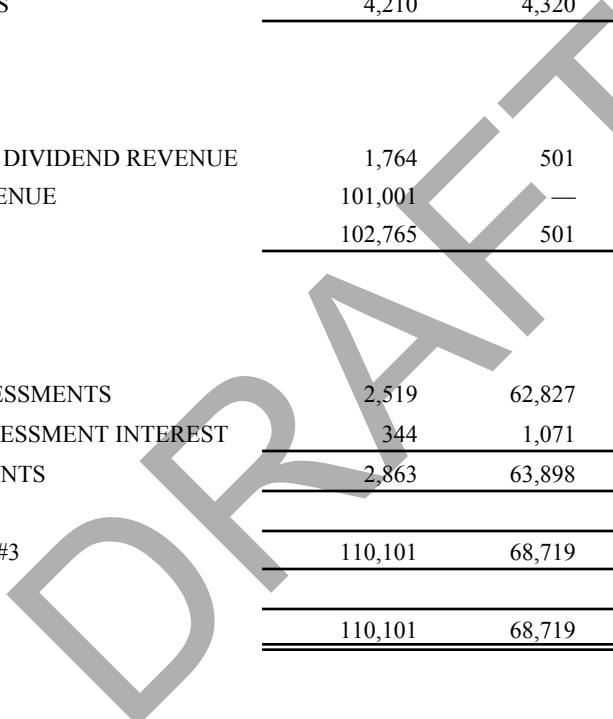 S 4,210 4,320
DIVIDEND REVENUE 1,764 501
ENUE 101,001 —
102,765 501
ESSMENTS 2,519 62,827
ESSMENT INTEREST 344 1,071
NTS 2,863 63,898
#3 110,101 68,719
110,101 68,719
DRAFT